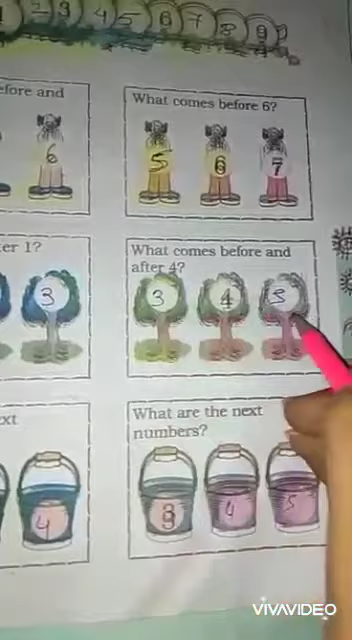 1 2 3 4 5 6 7 8 9
efore and
6
What comes before 6?
5 6 7
er 1?
3
What comes before and
after 4?
3 4 5
xt
4
What are the next
numbers?
3 4 5
VIVAVIDEO